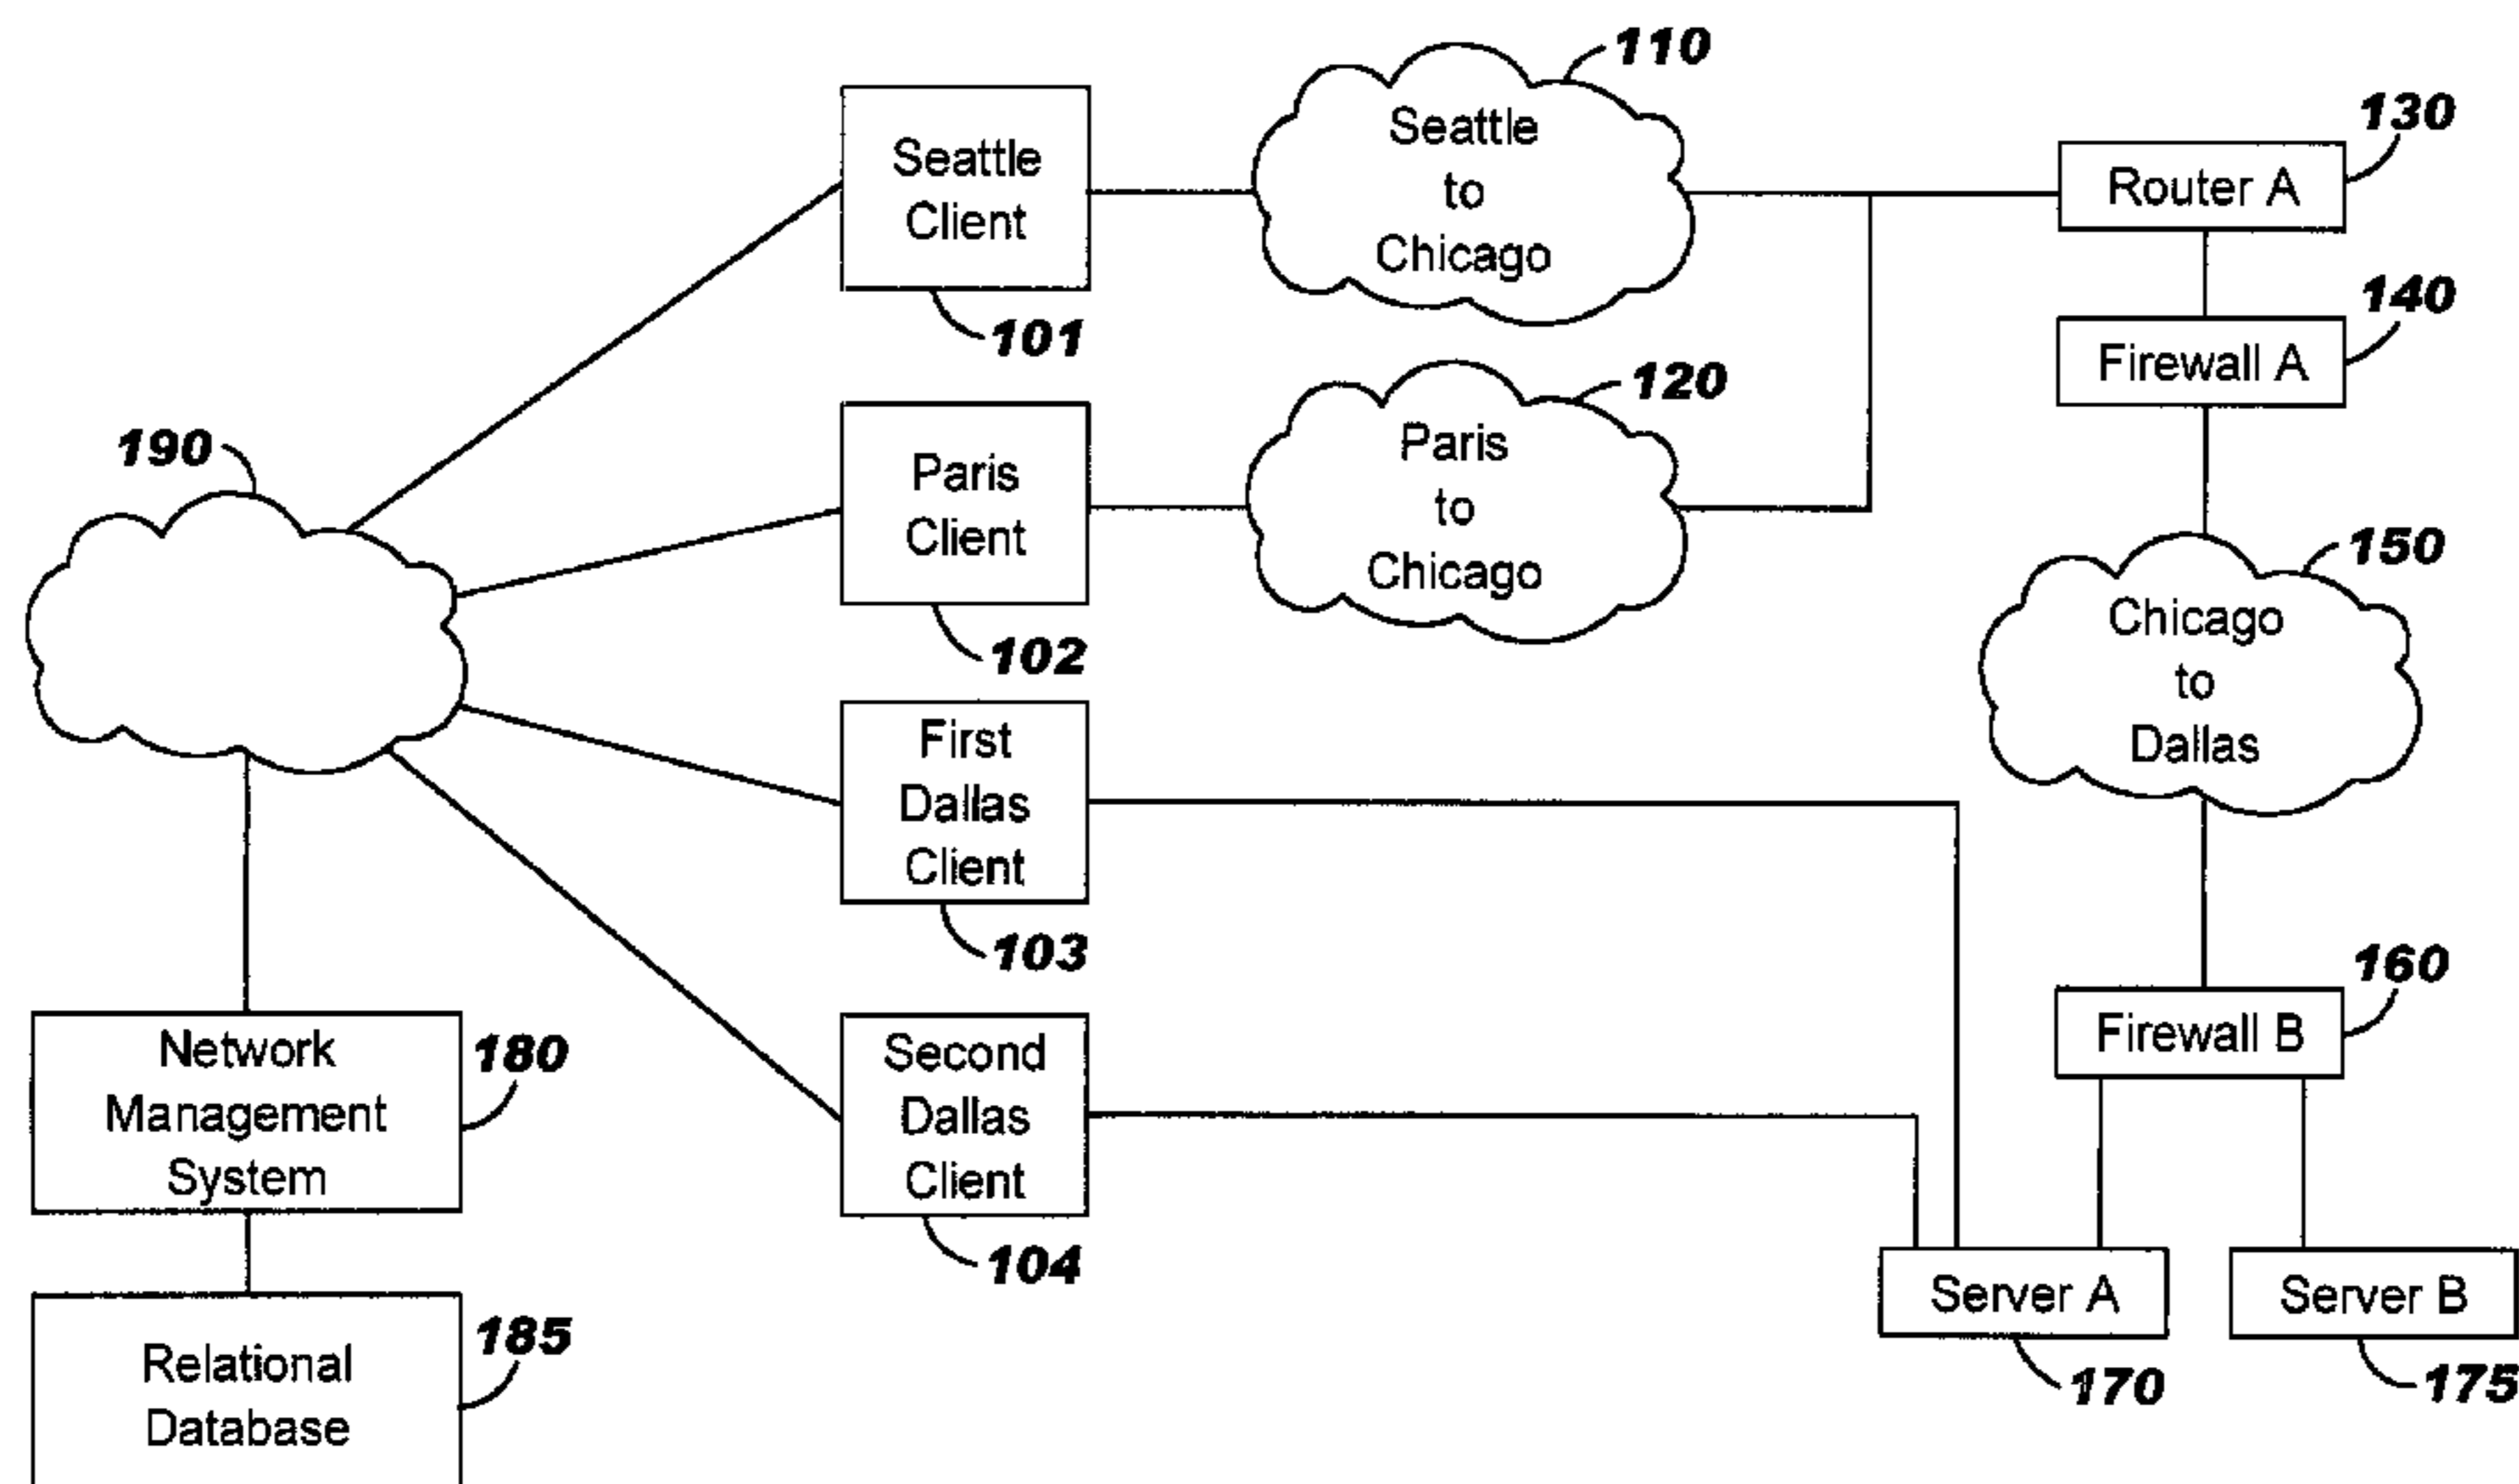 110
Seattle
to
Chicago
130
Router A
Seattle
Client
101
140
Firewall A
120
Paris
to
Chicago
190
Paris
Client
102
150
Chicago
to
Dallas
First
Dallas
Client
103
160
Firewall B
Network
Management
System
180
Second
Dallas
Client
104
Server A
170
Server B
175
Relational
Database
185